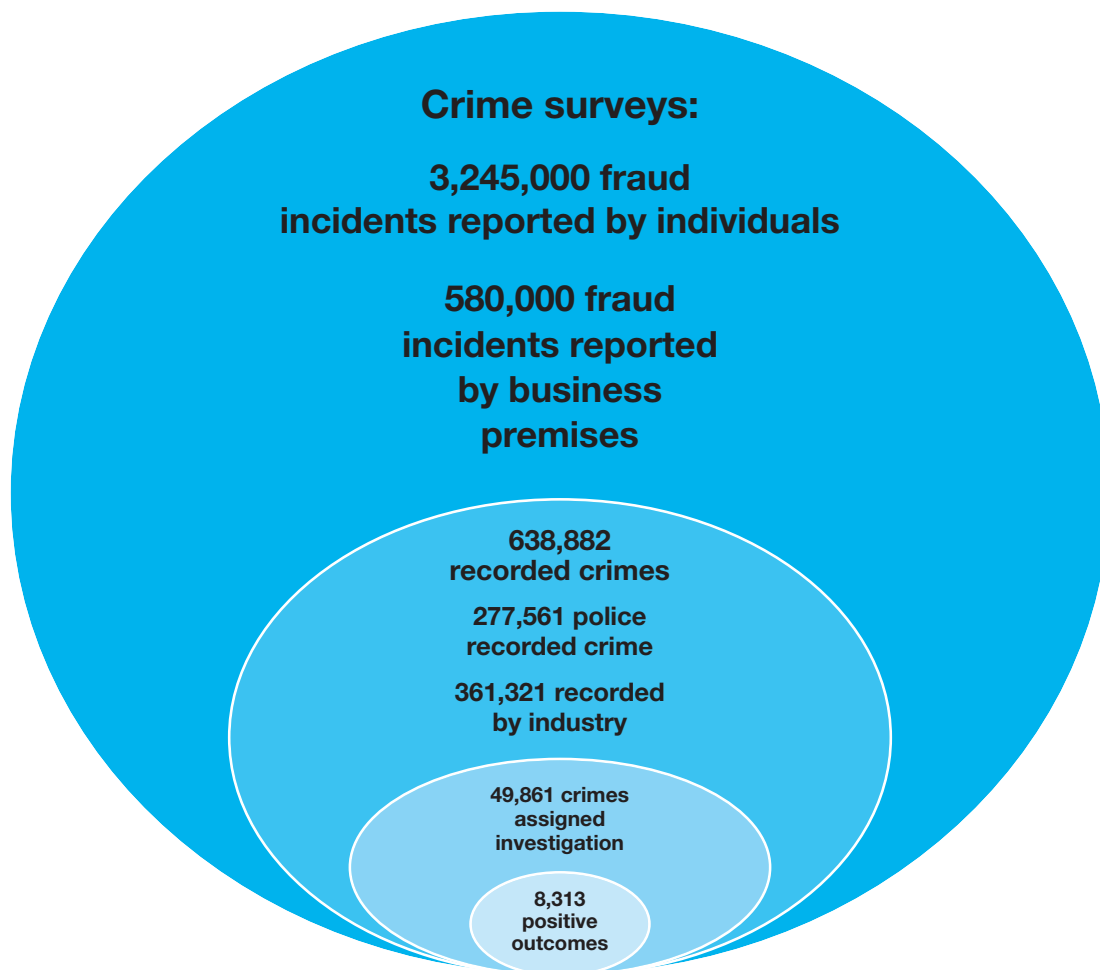 Crime surveys:
3,245,000 fraud
incidents reported by individuals
580,000 fraud
incidents reported
by business
premises
638,882
recorded crimes
277,561 police
recorded crime
361,321 recorded
by industry
49,861 crimes
assigned
investigation
8,313
positive
outcomes